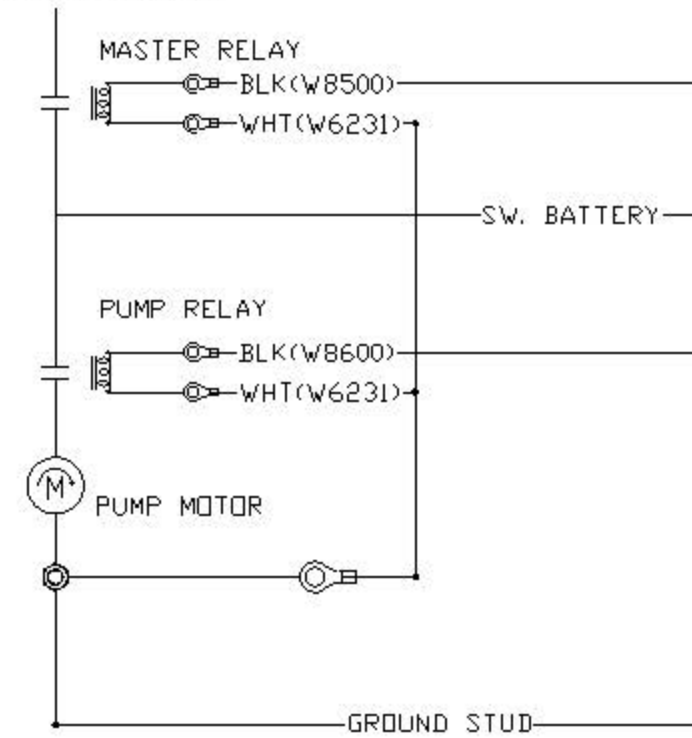 MASTER RELAY
BLK(W8500)
WHT(W6231)
SW. BATTERY
PUMP RELAY
BLK(W8600)
WHT(W6231)
M
PUMP MOTOR
GROUND STUD